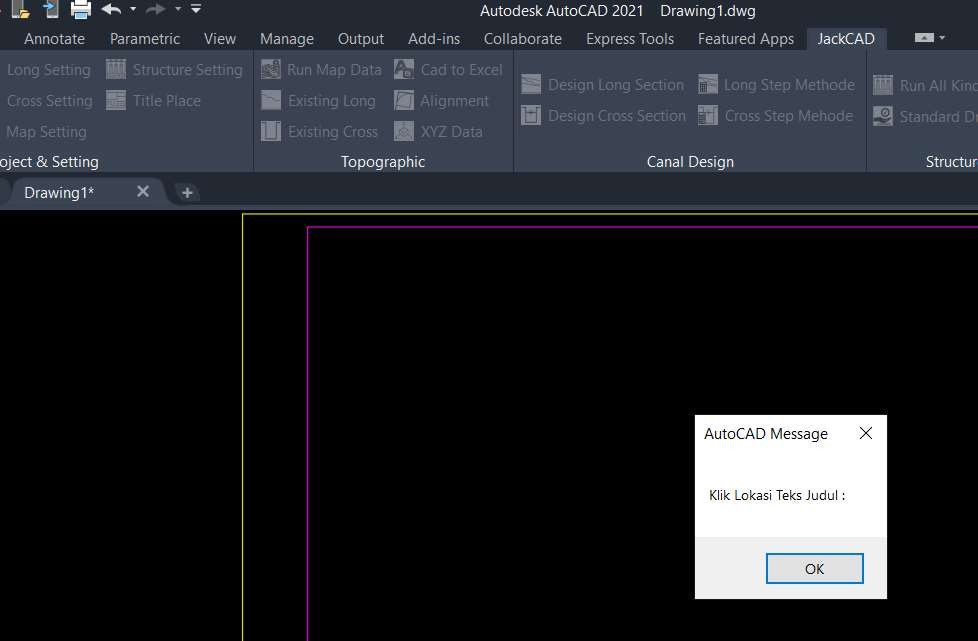 Autodesk AutoCAD 2021 Drawing1.dwg
Annotate Parametric View Manage Output Add-ins Collaborate Express Tools Featured Apps JackCAD
Long Setting Structure Setting Run Map Data Cad to Excel
Design Long Section Long Step Methode Run All Kind
Cross Setting Title Place Existing Long Alignment
Design Cross Section Cross Step Mehode Standard
Map Setting Existing Cross XYZ Data
oject & Setting Topographic Canal Design Structur
Drawing1*
AutoCAD Message
Klik Lokasi Teks Judul :
OK